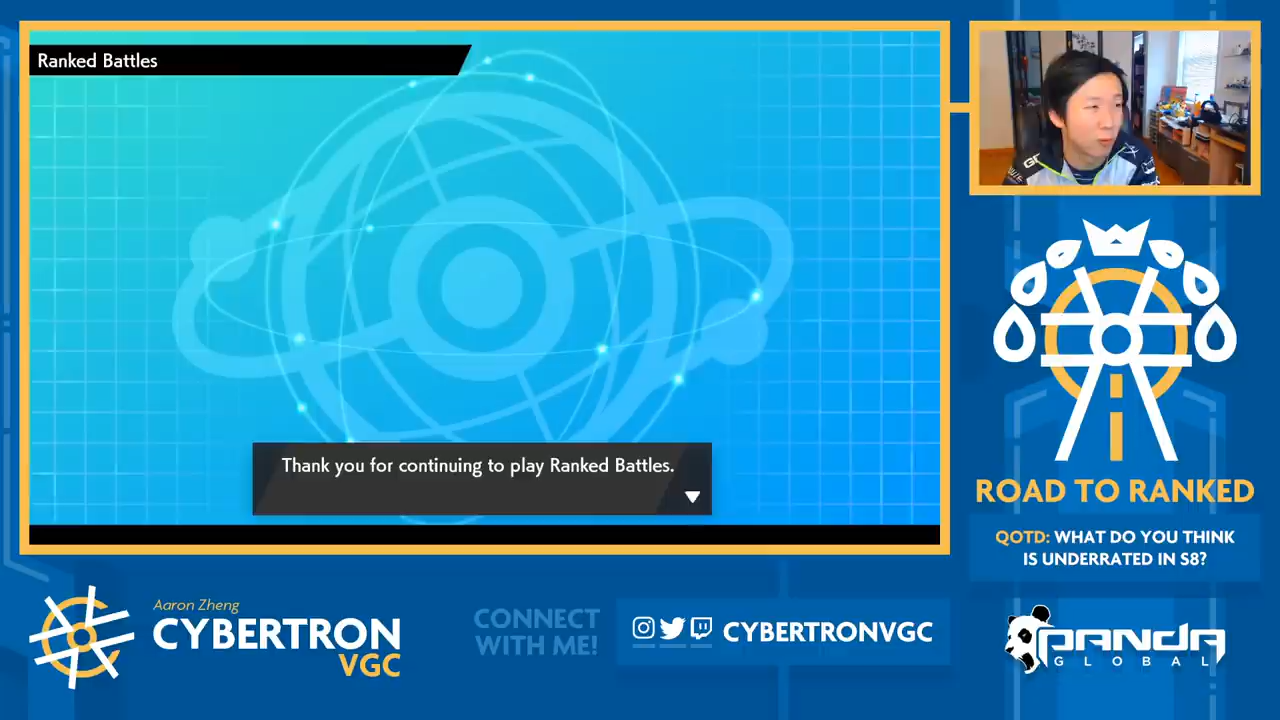 Ranked Battles
Thank you for continuing to play Ranked Battles.
ROAD TO RANKED
QOTD: WHAT DO YOU THINK
IS UNDERRATED IN S8?
Aaron Zheng
CYBERTRON
VGC
CONNECT
WITH ME!
CYBERTRONVGC
PANDA
GLOBAL